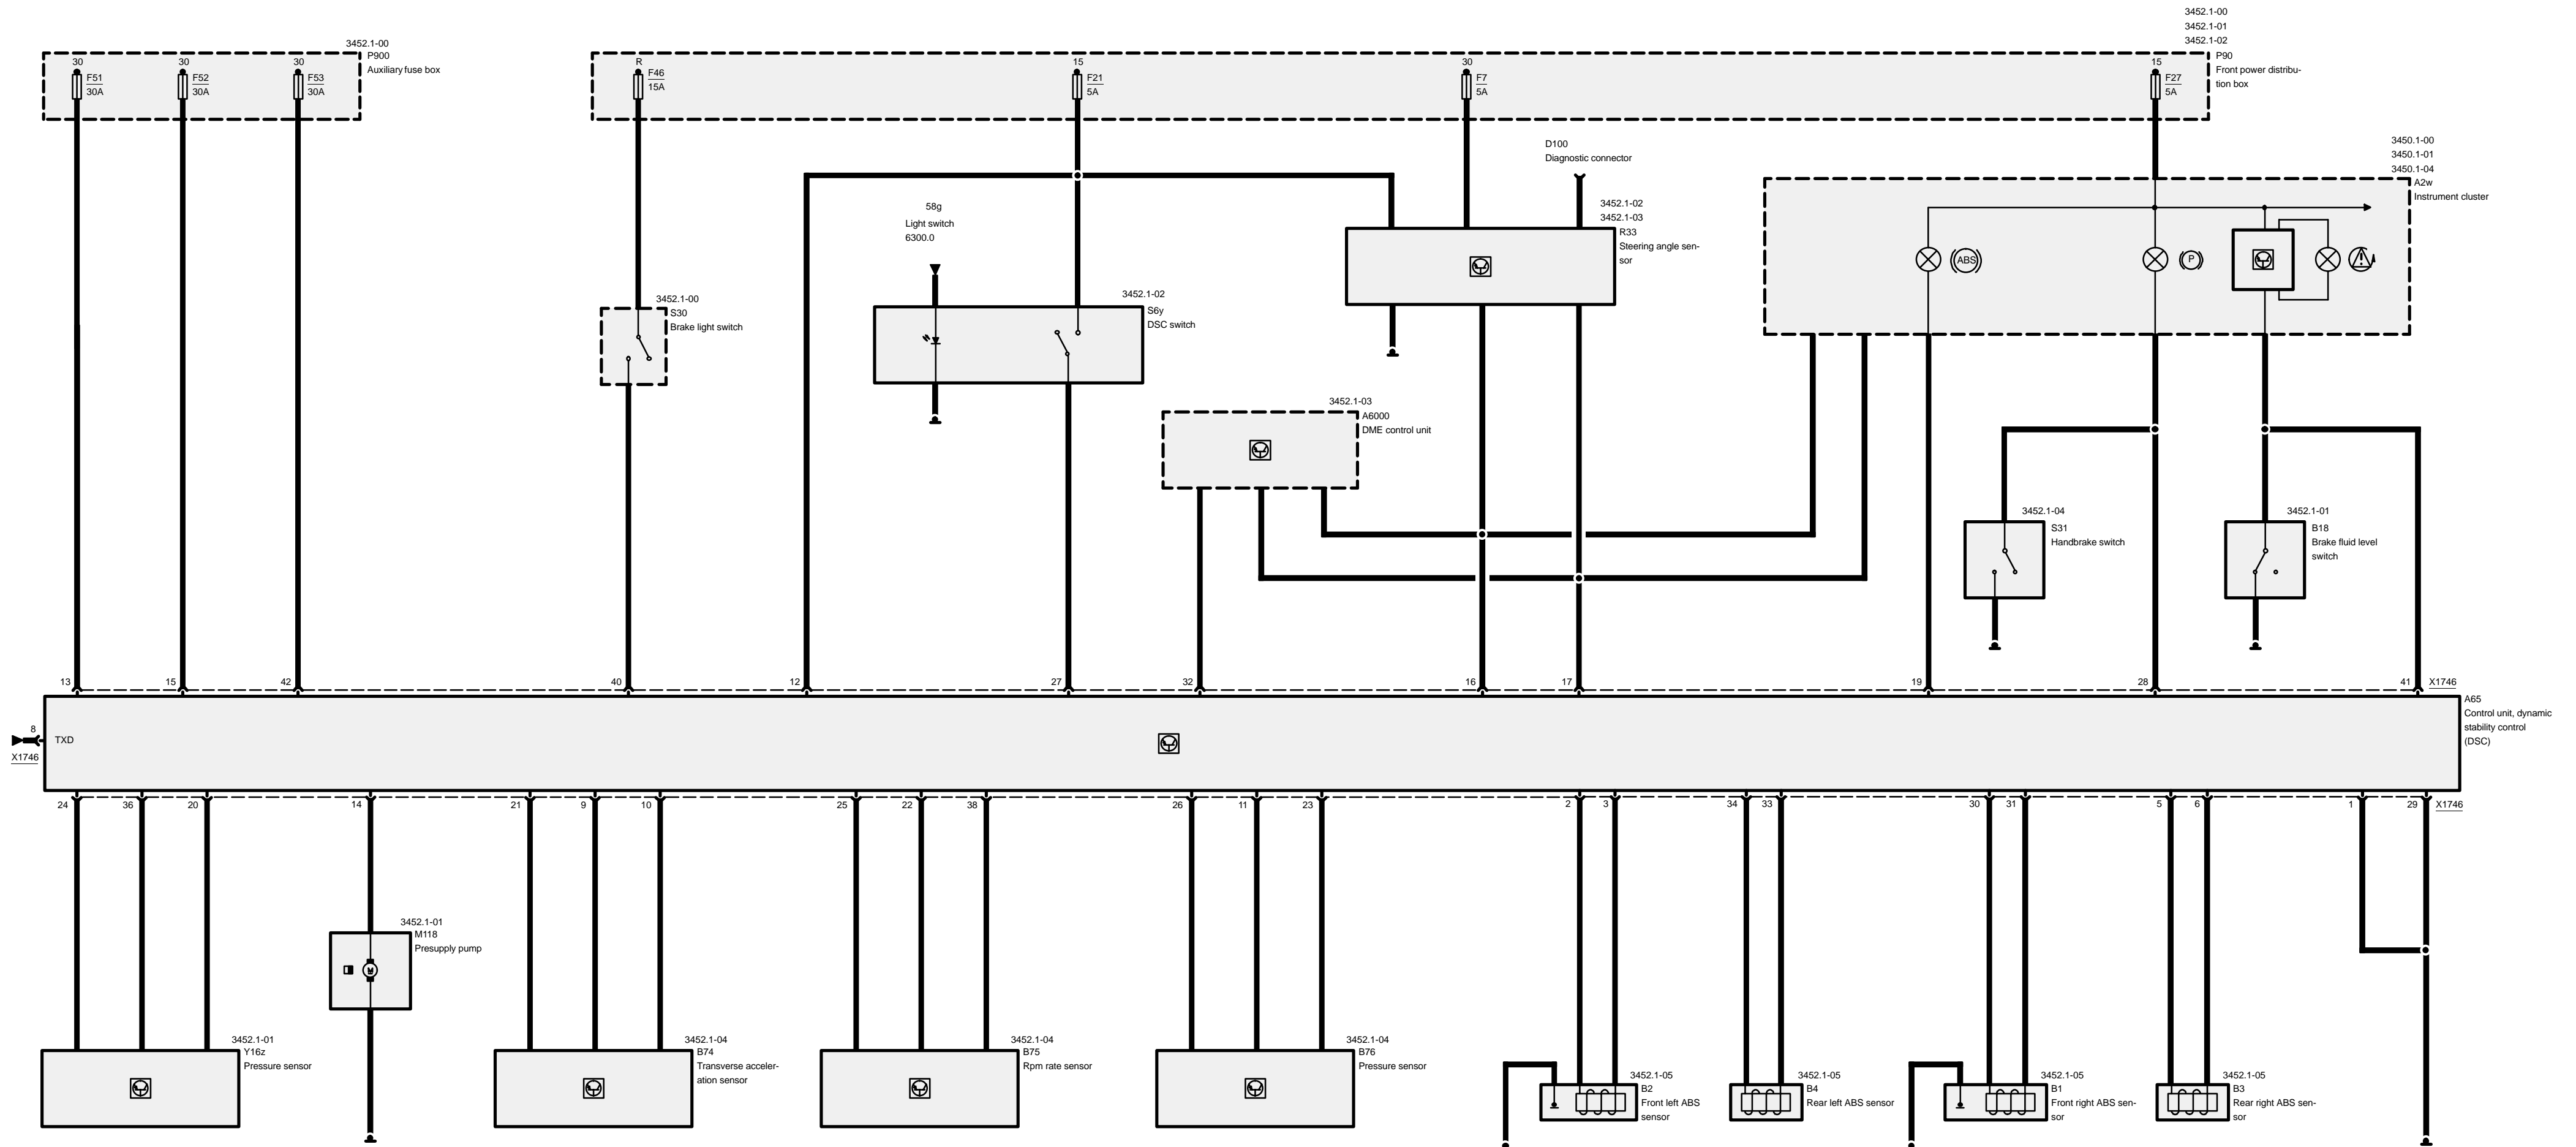 3452.1-00
3452.1-01
3452.1-02
P90
Front power distribu-
tion box
3452.1-00
P900
Auxiliary fuse box
30
F51
30A
30
F52
30A
30
F53
30A
R
F46
15A
15
F21
5A
30
F7
5A
15
F27
5A
D100
Diagnostic connector
3450.1-00
3450.1-01
3450.1-04
A2w
Instrument cluster
ABS
P
58g
Light switch
6300.0
3452.1-02
3452.1-03
R33
Steering angle sen-
sor
3452.1-00
S30
Brake light switch
3452.1-02
S6y
DSC switch
3452.1-03
A6000
DME control unit
3452.1-04
S31
Handbrake switch
3452.1-01
B18
Brake fluid level
switch
13
15
42
40
12
27
32
16
17
19
28
41
X1746
A65
Control unit, dynamic
stability control
(DSC)
8
TXD
X1746
24
36
20
14
21
9
10
25
22
38
26
11
23
2
3
34
33
30
31
5
6
1
29
X1746
3452.1-01
M118
Presupply pump
M
3452.1-01
Y16z
Pressure sensor
3452.1-04
B74
Transverse acceler-
ation sensor
3452.1-04
B75
Rpm rate sensor
3452.1-04
B76
Pressure sensor
3452.1-05
B2
Front left ABS
sensor
3452.1-05
B4
Rear left ABS sensor
3452.1-05
B1
Front right ABS sen-
sor
3452.1-05
B3
Rear right ABS sen-
sor